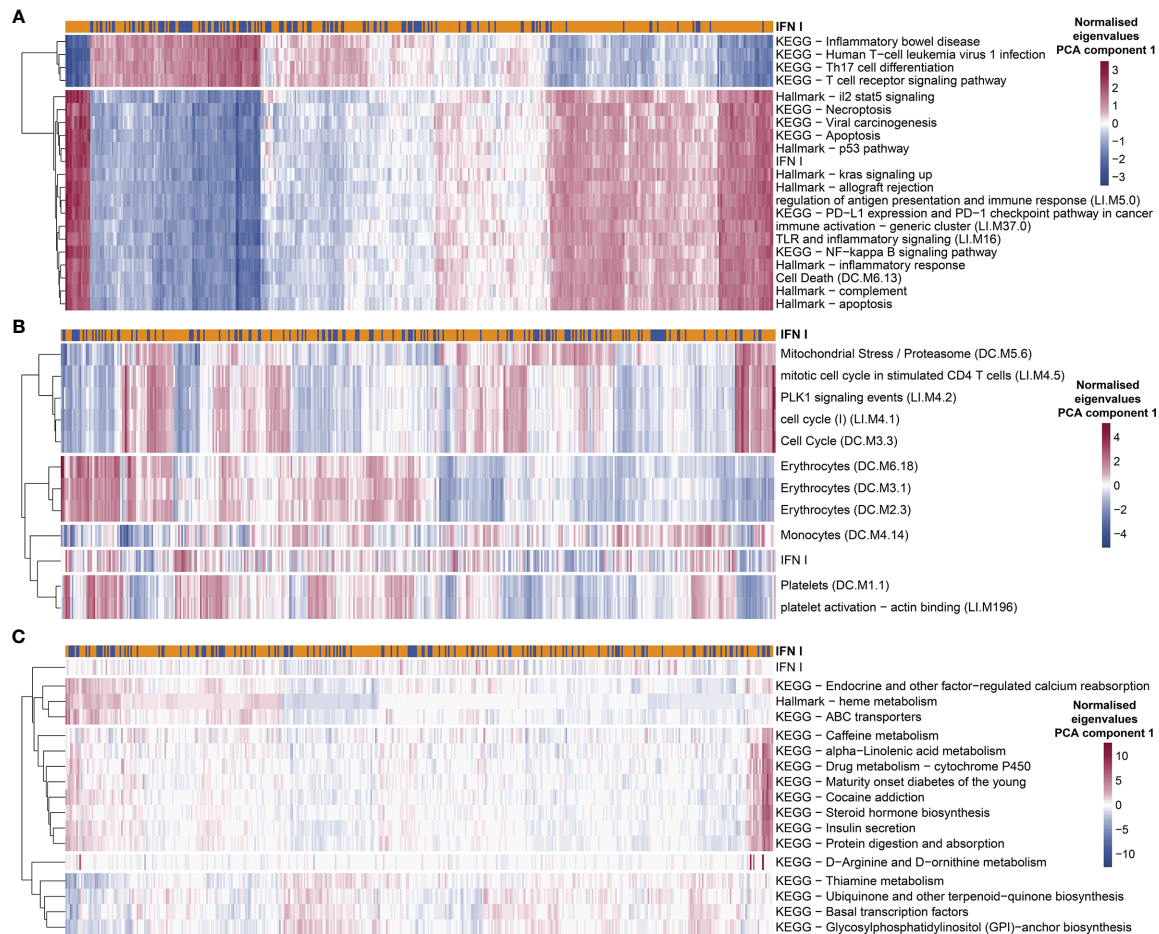 A
IFN I
KEGG − Inflammatory bowel disease
KEGG − Human T−cell leukemia virus 1 infection
KEGG − Th17 cell differentiation
KEGG − T cell receptor signaling pathway
Hallmark − il2 stat5 signaling
KEGG − Necroptosis
KEGG − Viral carcinogenesis
KEGG − Apoptosis
Hallmark − p53 pathway
IFN I
Hallmark − kras signaling up
Hallmark − allograft rejection
regulation of antigen presentation and immune response (LI.M5.0)
KEGG − PD−L1 expression and PD−1 checkpoint pathway in cancer
immune activation − generic cluster (LI.M37.0)
TLR and inflammatory signaling (LI.M16)
KEGG − NF−kappa B signaling pathway
Hallmark − inflammatory response
Cell Death (DC.M6.13)
Hallmark − complement
Hallmark − apoptosis
Normalised
eigenvalues
PCA component 1
3
2
1
0
−1
−2
−3
B
IFN I
Mitochondrial Stress / Proteasome (DC.M5.6)
mitotic cell cycle in stimulated CD4 T cells (LI.M4.5)
PLK1 signaling events (LI.M4.2)
cell cycle (I) (LI.M4.1)
Cell Cycle (DC.M3.3)
Erythrocytes (DC.M6.18)
Erythrocytes (DC.M3.1)
Erythrocytes (DC.M2.3)
Monocytes (DC.M4.14)
IFN I
Platelets (DC.M1.1)
platelet activation − actin binding (LI.M196)
Normalised
eigenvalues
PCA component 1
4
2
0
−2
−4
C
IFN I
IFN I
KEGG − Endocrine and other factor−regulated calcium reabsorption
Hallmark − heme metabolism
KEGG − ABC transporters
KEGG − Caffeine metabolism
KEGG − alpha−Linolenic acid metabolism
KEGG − Drug metabolism − cytochrome P450
KEGG − Maturity onset diabetes of the young
KEGG − Cocaine addiction
KEGG − Steroid hormone biosynthesis
KEGG − Insulin secretion
KEGG − Protein digestion and absorption
KEGG − D−Arginine and D−ornithine metabolism
KEGG − Thiamine metabolism
KEGG − Ubiquinone and other terpenoid−quinone biosynthesis
KEGG − Basal transcription factors
KEGG − Glycosylphosphatidylinositol (GPI)−anchor biosynthesis
Normalised
eigenvalues
PCA component 1
10
5
0
−5
−10